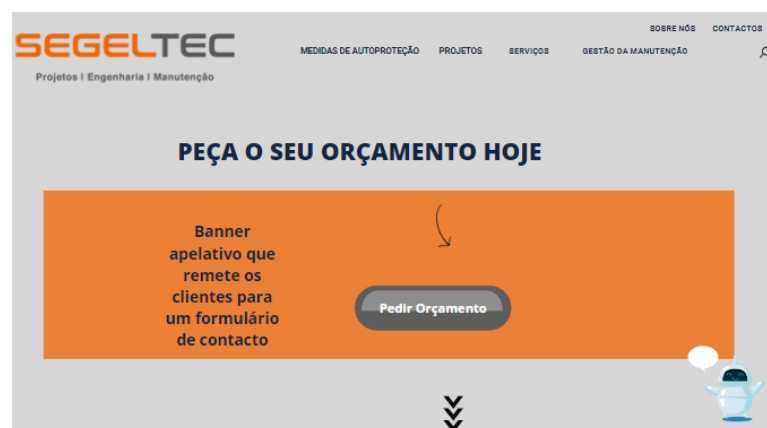 SOBRE NÓS CONTACTOS
SEGELTEC
MEDIDAS DE AUTOPROTEÇÃO PROJETOS SERVIÇOS GESTÃO DA MANUTENÇÃO
Projetos I Engenharia I Manutenção
PEÇA O SEU ORÇAMENTO HOJE
Banner
apelativo que
remete os
clientes para
um formulário
de contacto
Pedir Orçamento